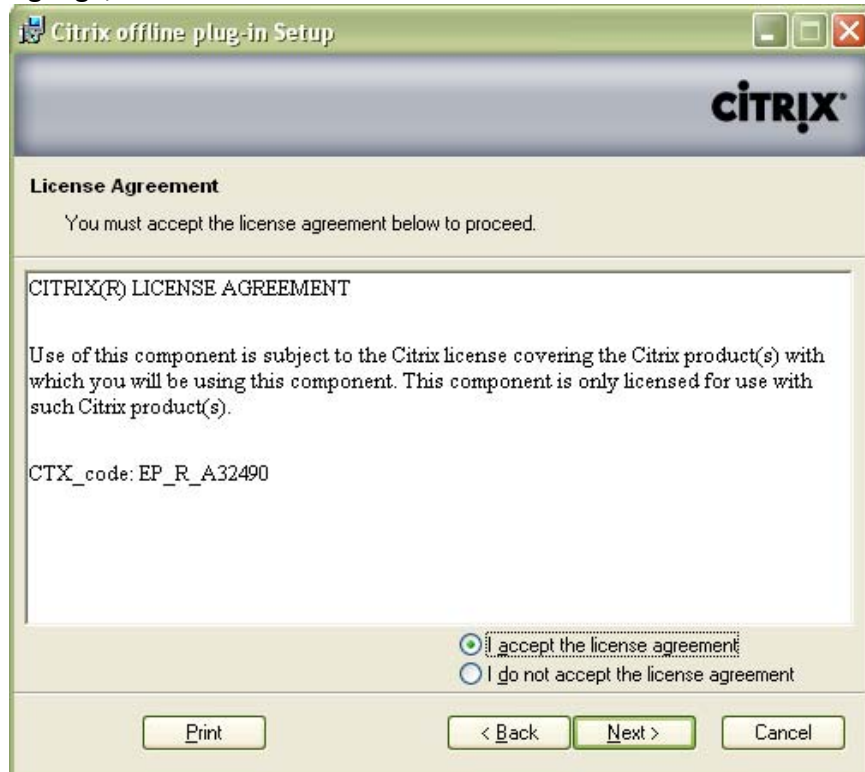 Citrix offline plug-in Setup
CİTRIX
License Agreement
You must accept the license agreement below to proceed.
CITRIX(R) LICENSE AGREEMENT
Use of this component is subject to the Citrix license covering the Citrix product(s) with
which you will be using this component. This component is only licensed for use with
such Citrix product(s).
CTX_code: EP_R_A32490
I accept the license agreement
I do not accept the license agreement
Print
< Back
Next >
Cancel